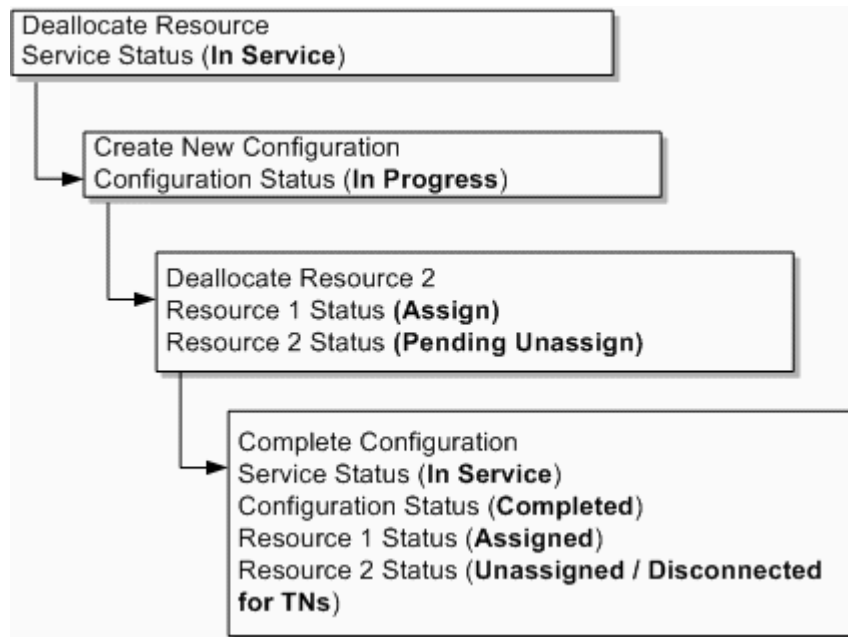 Deallocate Resource
Service Status (In Service)
Create New Configuration
Configuration Status (In Progress)
Deallocate Resource 2
Resource 1 Status (Assign)
Resource 2 Status (Pending Unassign)
Complete Configuration
Service Status (In Service)
Configuration Status (Completed)
Resource 1 Status (Assigned)
Resource 2 Status (Unassigned / Disconnected
for TNs)